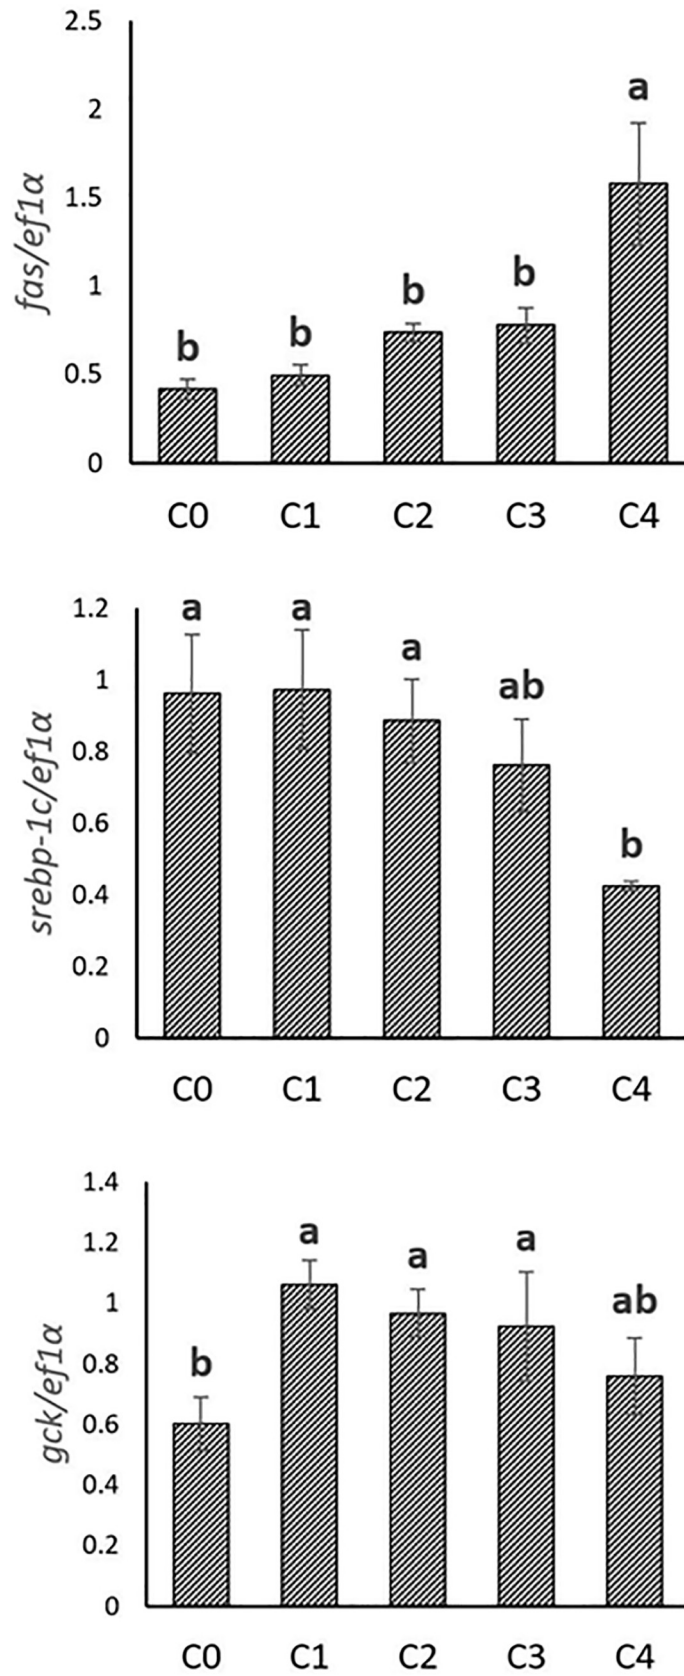 2.5
2
1.5
1
0.5
0
fas/ef1α
b
b
b
b
a
C0 C1 C2 C3 C4
1.2
1
0.8
0.6
0.4
0.2
0
srebp-1c/ef1α
a
a
a
ab
b
C0 C1 C2 C3 C4
1.4
1.2
1
0.8
0.6
0.4
0.2
0
gck/ef1α
b
a
a
a
ab
C0 C1 C2 C3 C4